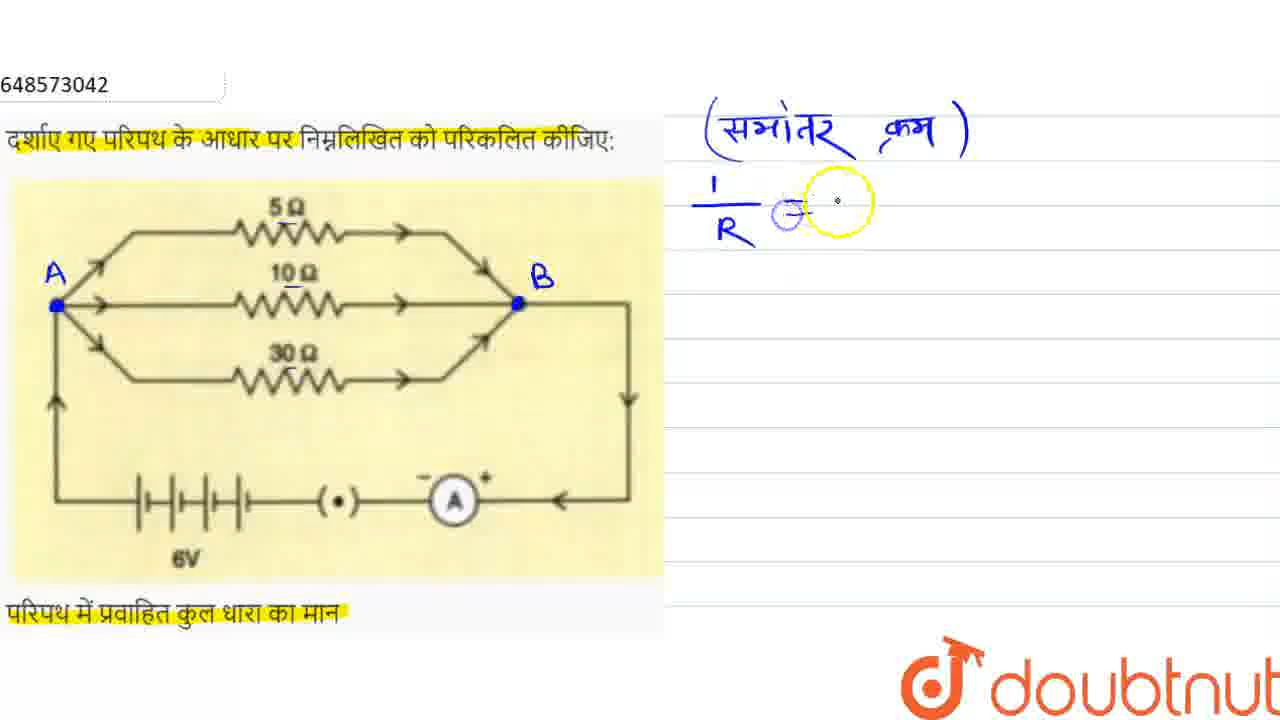 648573042
दर्शाए गए परिपथ के आधार पर निम्नलिखित को परिकलित कीजिए:
5 Ω
A
10 Ω
B
30 Ω
- +
A
6V
परिपथ में प्रवाहित कुल धारा का मान
(समांतर क्रम)
1
R =
doubtnut